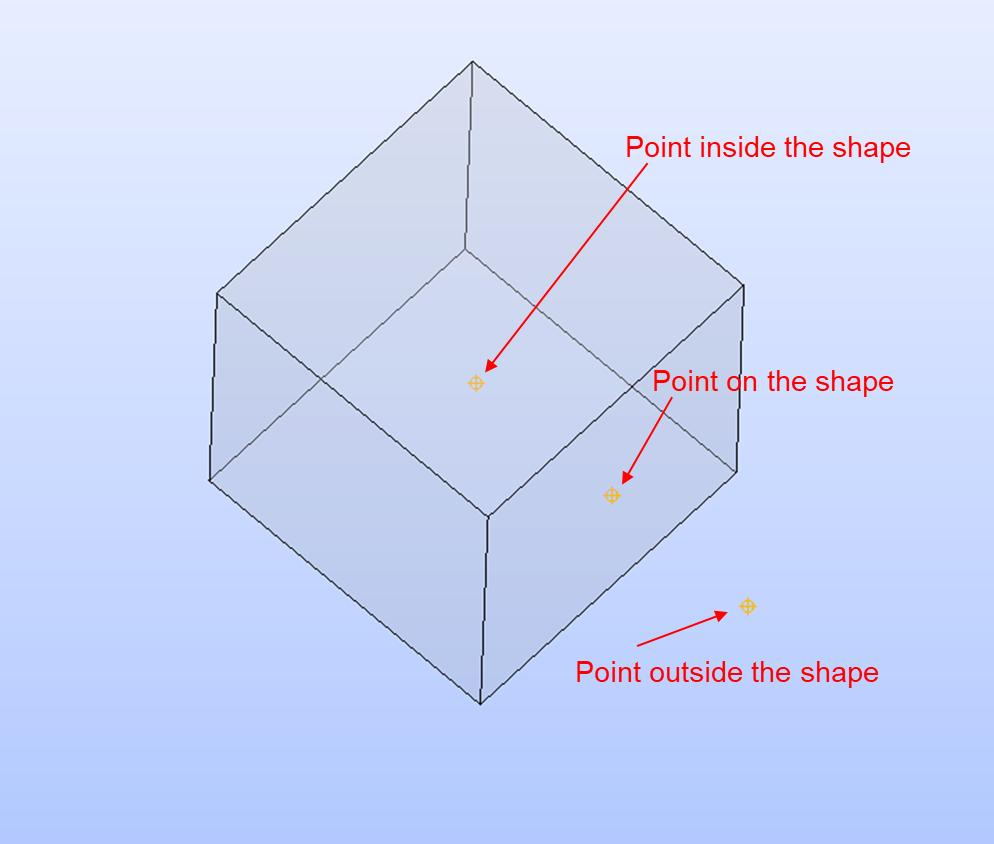 Point inside the shape
Point on the shape
Point outside the shape